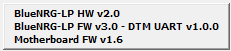 BlueNRG-LP HW v2.0
BlueNRG-LP FW v3.0 - DTM UART v1.0.0
Motherboard FW v1.6